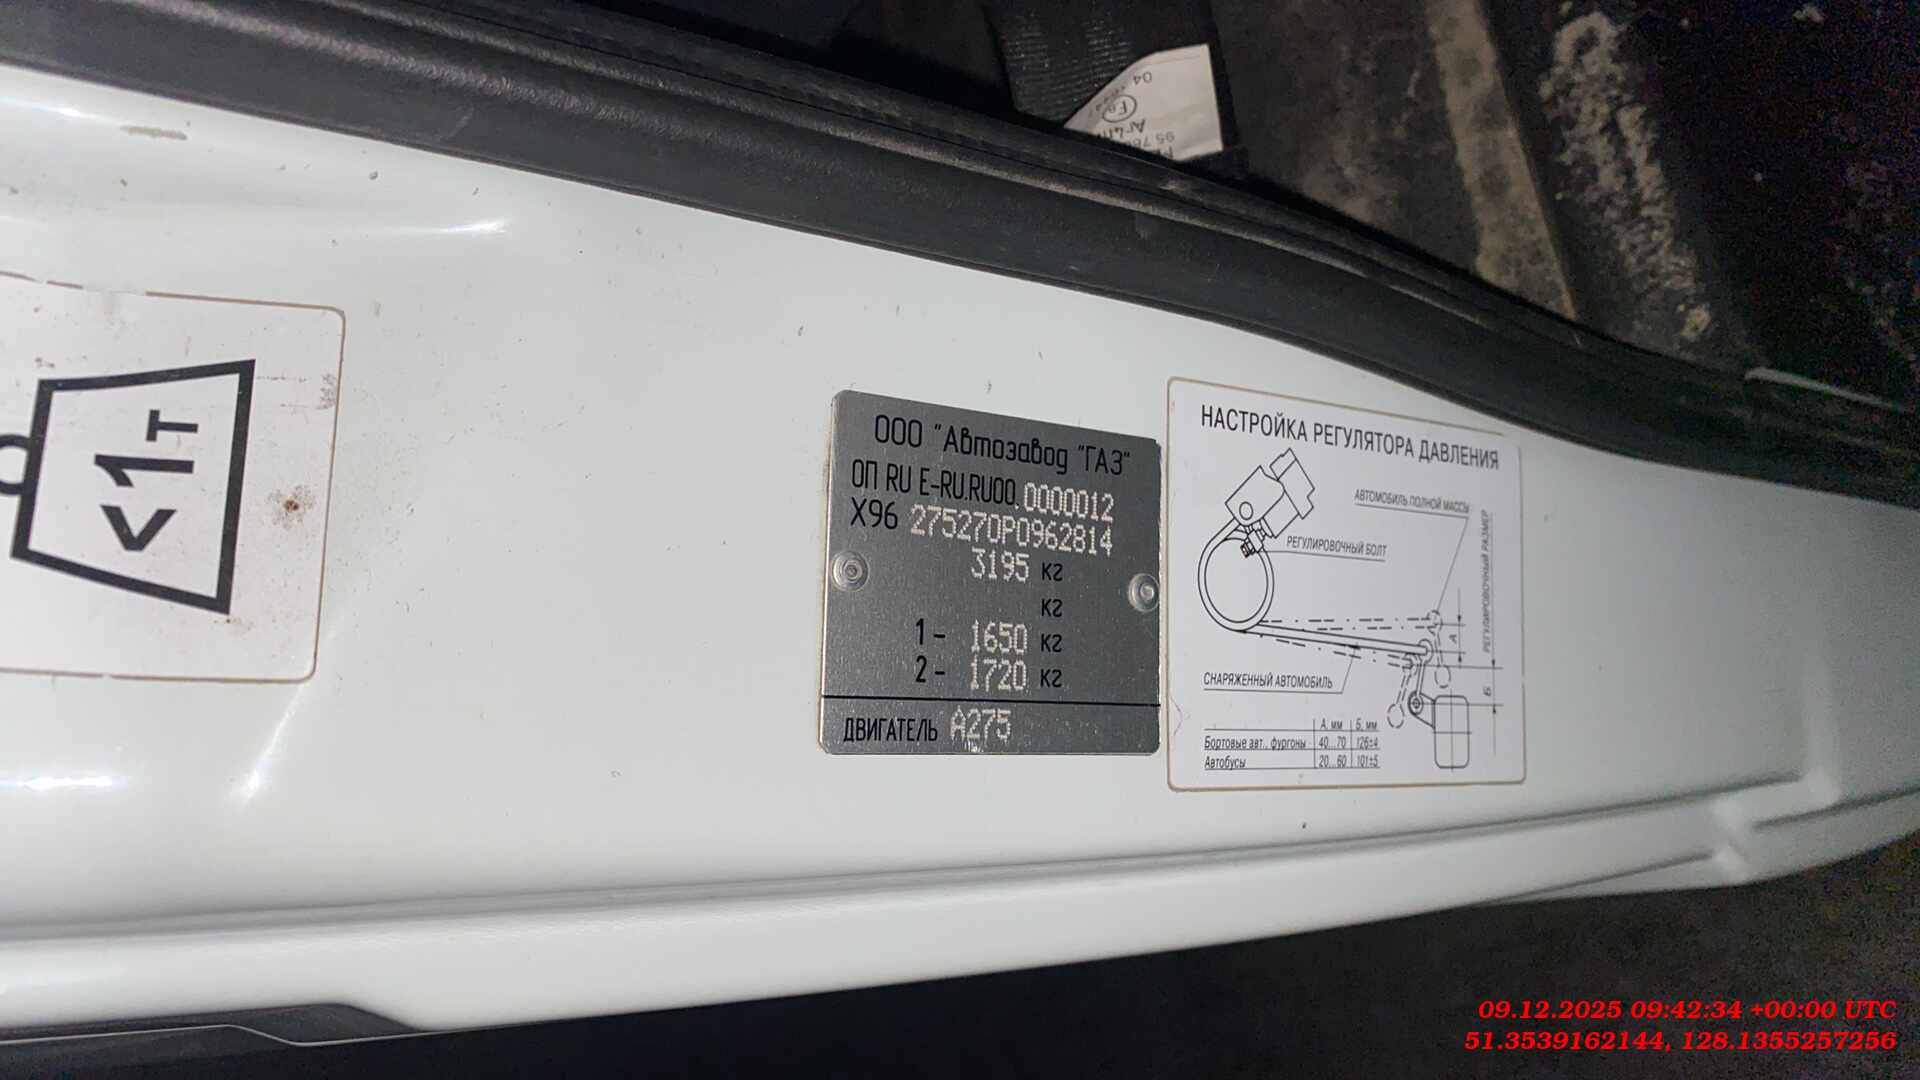 <1т
ООО "Автозавод "ГАЗ"
ОП RU E-RU.RU00.0000012
X96 275270P0962814
3195 кг
кг
1 - 1650 кг
2 - 1720 кг
ДВИГАТЕЛЬ А275
НАСТРОЙКА РЕГУЛЯТОРА ДАВЛЕНИЯ
АВТОМОБИЛЬ ПОЛНОЙ МАССЫ
РЕГУЛИРОВОЧНЫЙ БОЛТ
РЕГУЛИРОВОЧНЫЙ РАЗМЕР
А
СНАРЯЖЕННЫЙ АВТОМОБИЛЬ
Б
А, мм Б, мм
Бортовые авт., фургоны 40...70 126±4
Автобусы 20...60 101±5
09.12.2025 09:42:34 +00:00 UTC
51.3539162144, 128.1355257256